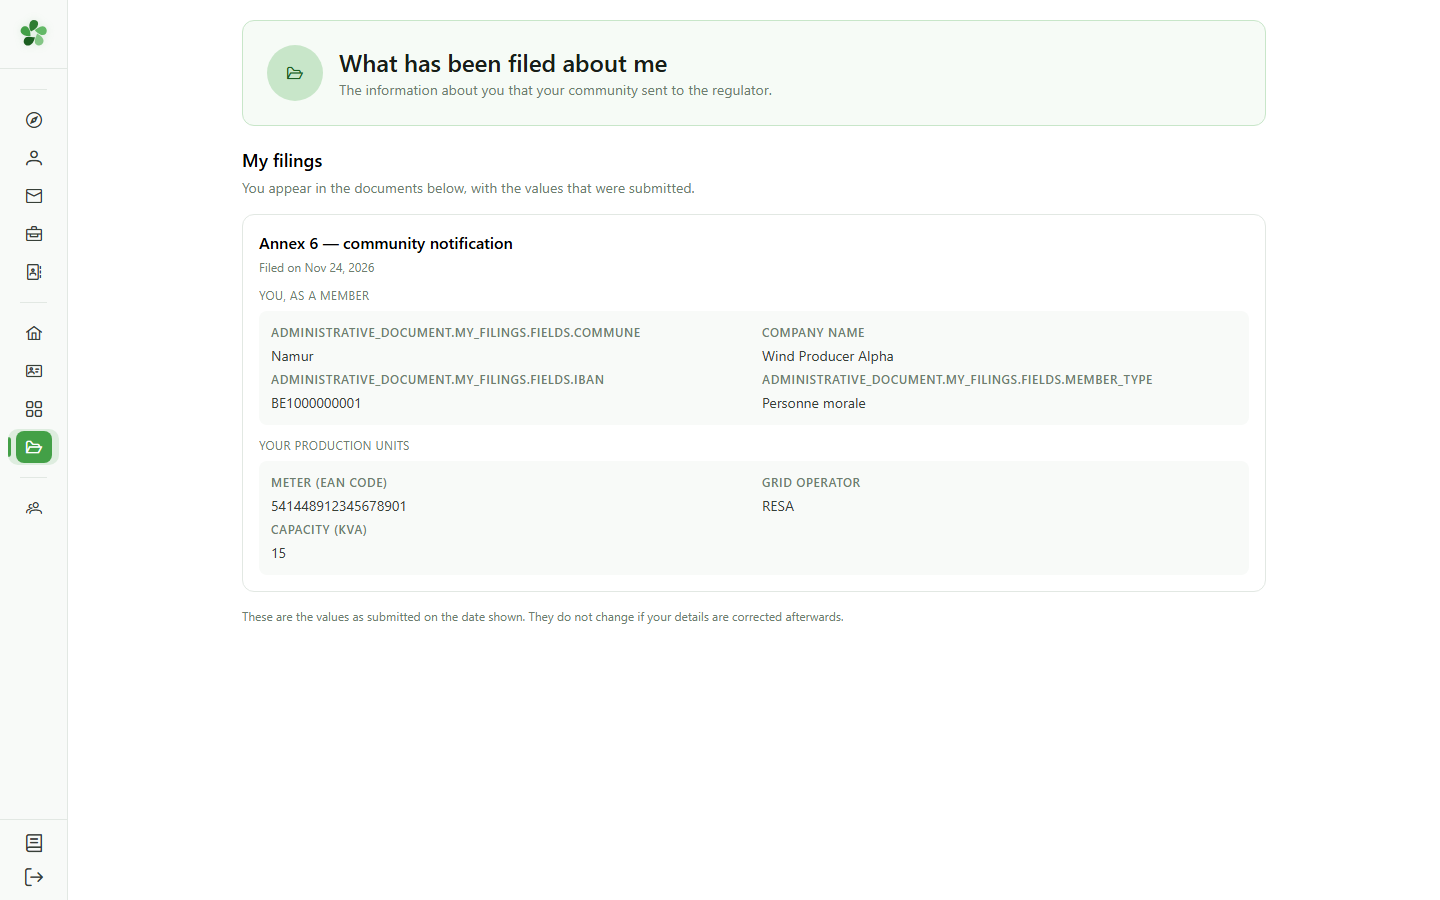 What has been filed about me
The information about you that your community sent to the regulator.
My filings
You appear in the documents below, with the values that were submitted.
Annex 6 — community notification
Filed on Nov 24, 2026
YOU, AS A MEMBER
ADMINISTRATIVE_DOCUMENT.MY_FILINGS.FIELDS.COMMUNE
Namur
COMPANY NAME
Wind Producer Alpha
ADMINISTRATIVE_DOCUMENT.MY_FILINGS.FIELDS.IBAN
BE1000000001
ADMINISTRATIVE_DOCUMENT.MY_FILINGS.FIELDS.MEMBER_TYPE
Personne morale
YOUR PRODUCTION UNITS
METER (EAN CODE)
541448912345678901
GRID OPERATOR
RESA
CAPACITY (KVA)
15
These are the values as submitted on the date shown. They do not change if your details are corrected afterwards.